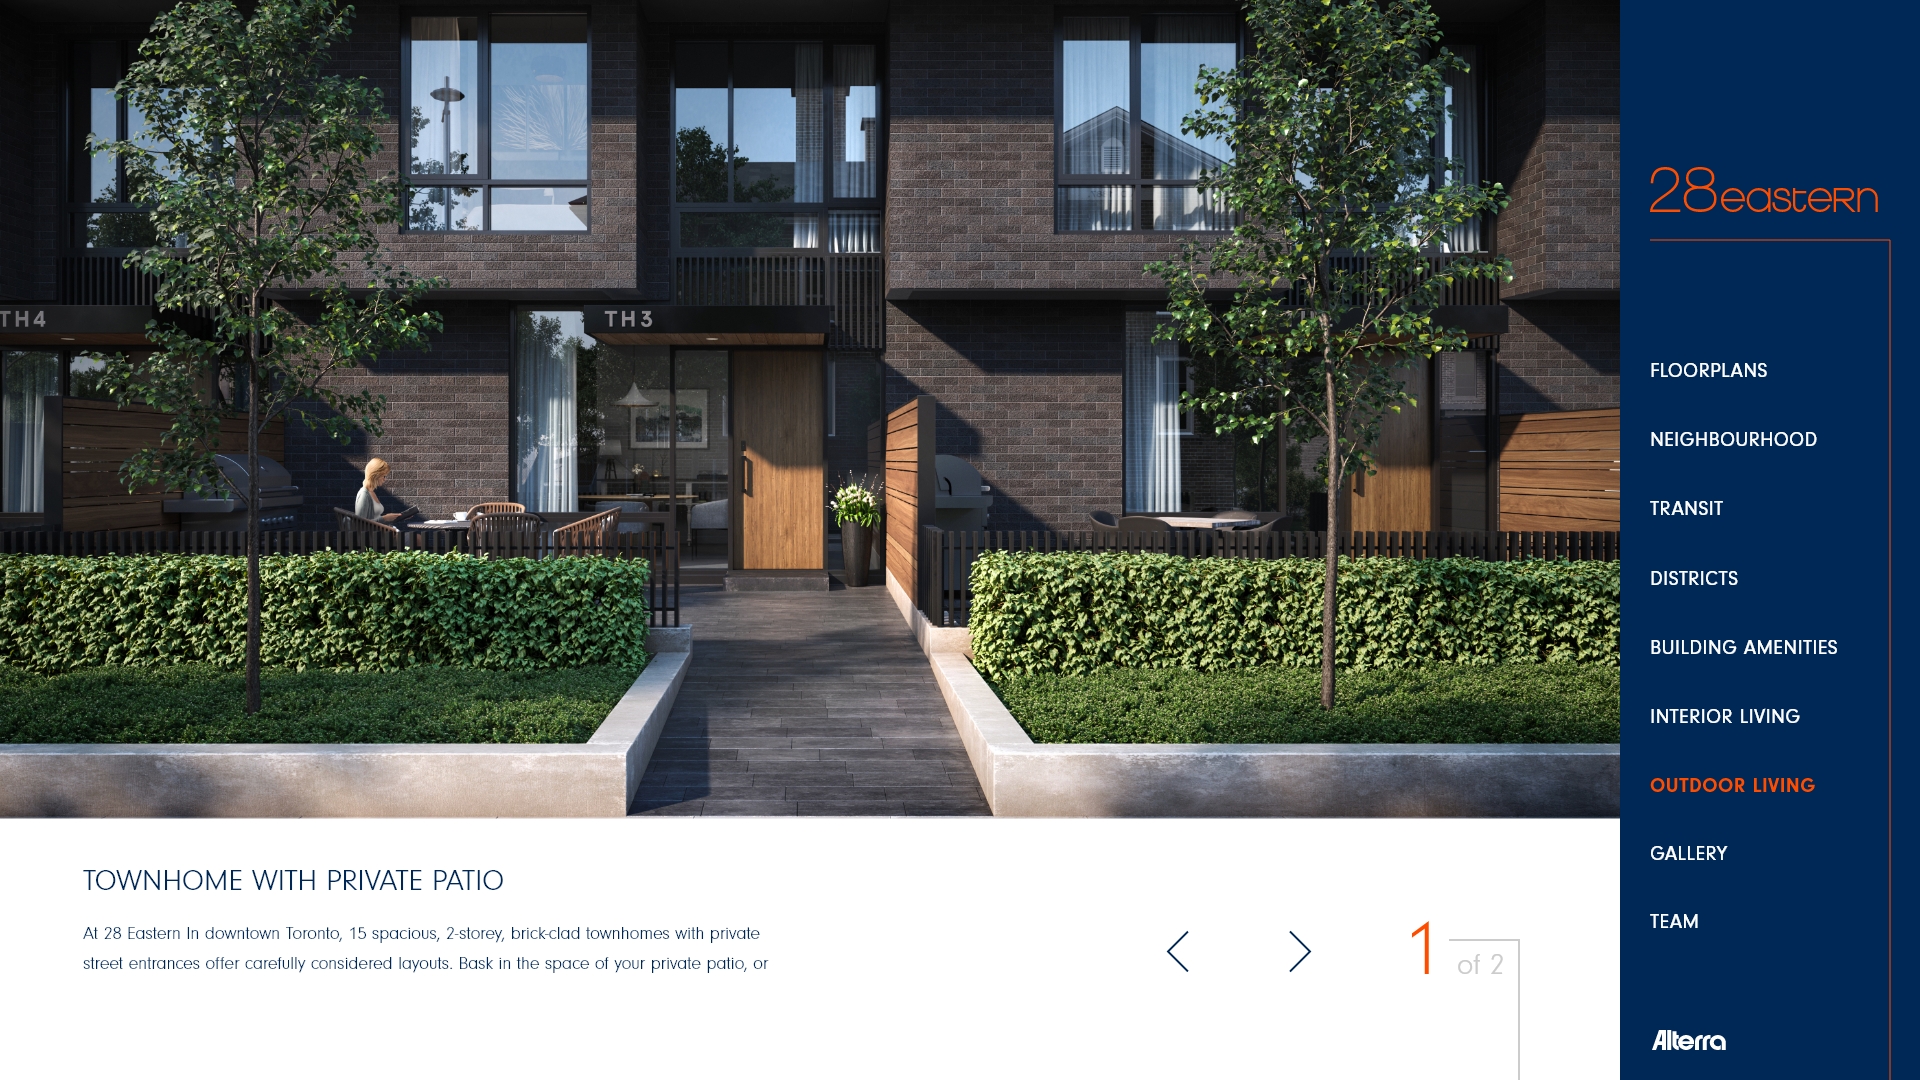 TH4
TH3
28eastern
FLOORPLANS
NEIGHBOURHOOD
TRANSIT
DISTRICTS
BUILDING AMENITIES
INTERIOR LIVING
OUTDOOR LIVING
GALLERY
TEAM
Alterra
TOWNHOME WITH PRIVATE PATIO
At 28 Eastern In downtown Toronto, 15 spacious, 2-storey, brick-clad townhomes with private
street entrances offer carefully considered layouts. Bask in the space of your private patio, or
1 of 2